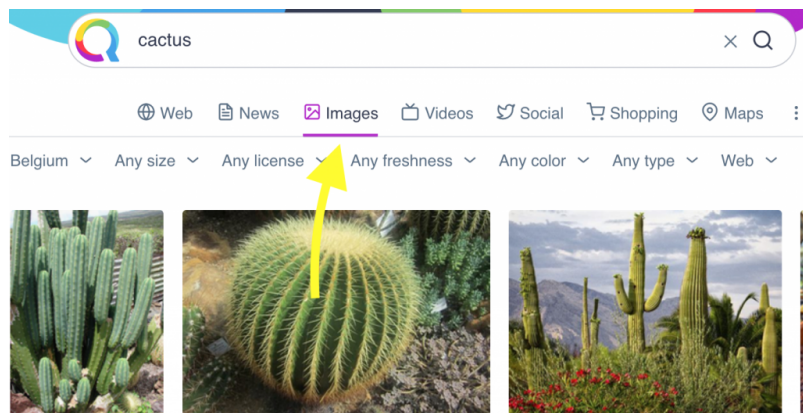 cactus
Web News Images Videos Social Shopping Maps
Belgium Any size Any license Any freshness Any color Any type Web